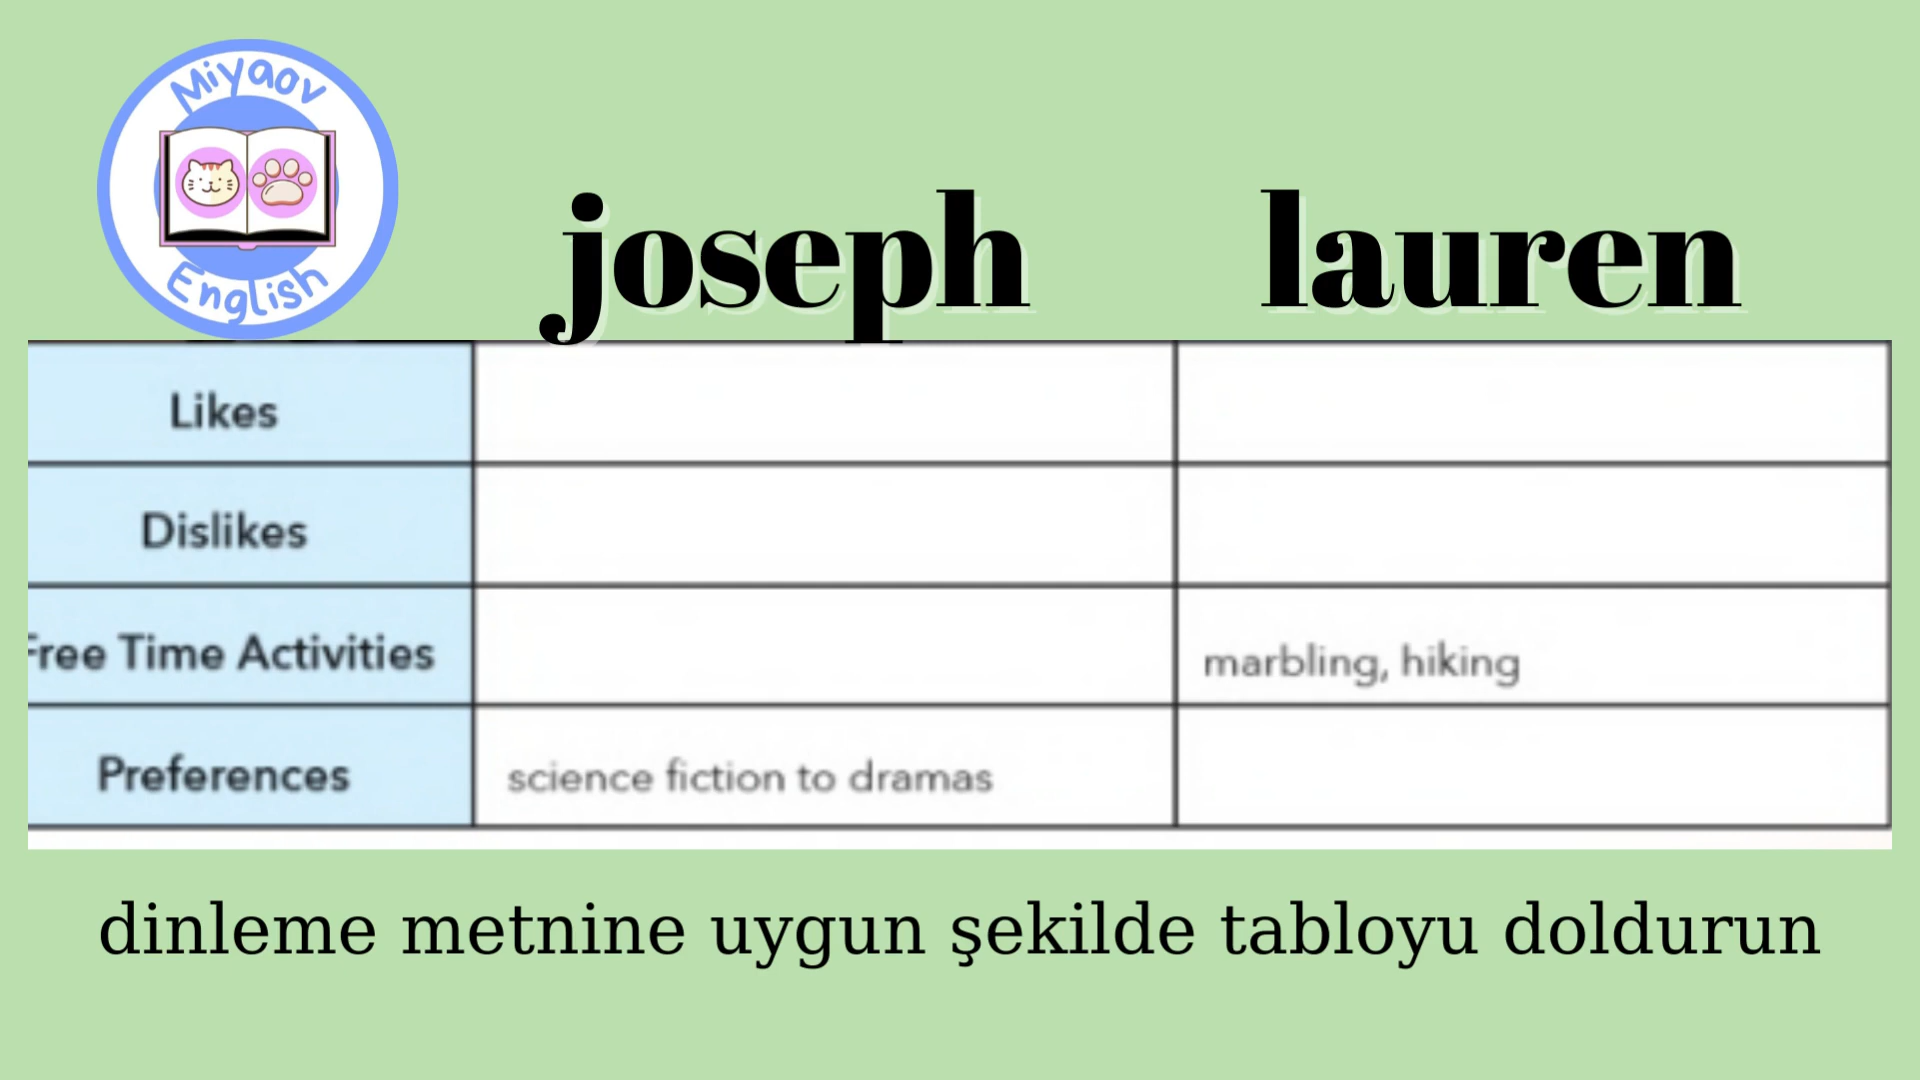 Miyaov
English
joseph lauren
Likes
Dislikes
Free Time Activities marbling, hiking
Preferences science fiction to dramas
dinleme metnine uygun şekilde tabloyu doldurun